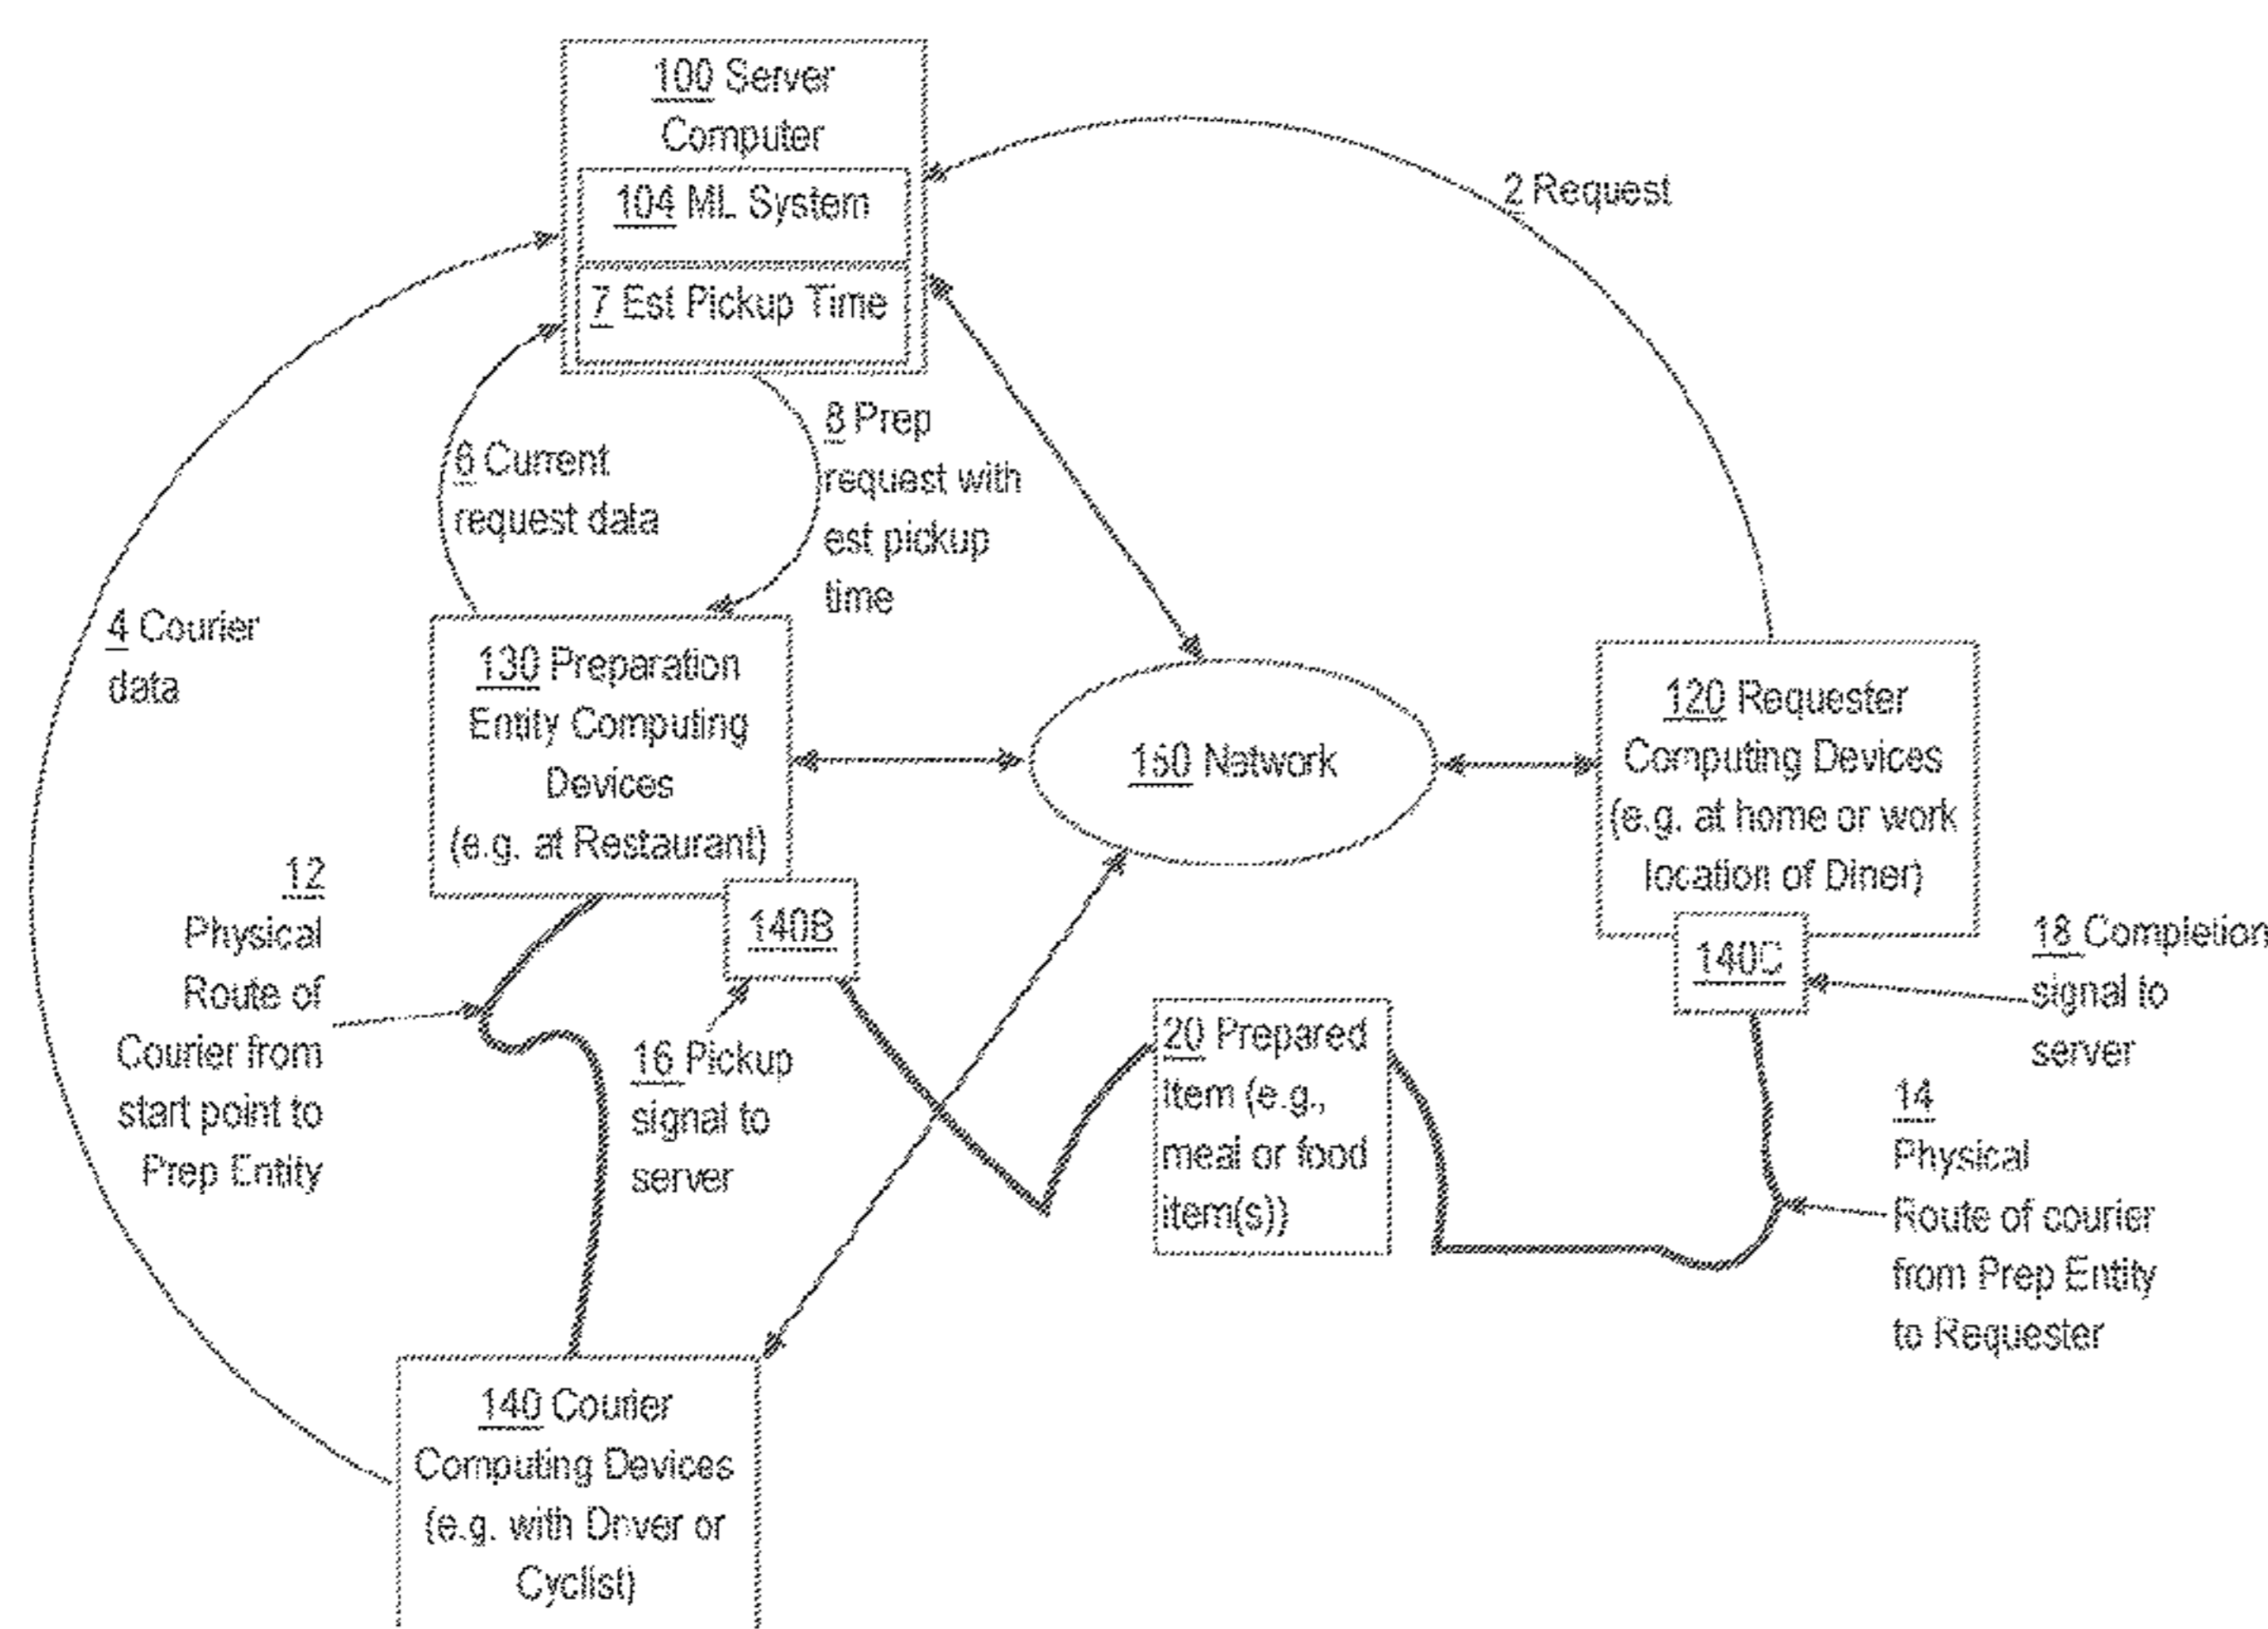 100 Server
Computer
104 ML System
7 Est Pickup Time
2 Request
8 Prep
request with
est pickup
time
6 Current
request data
4 Courier
data
130 Preparation
Entity Computing
Devices
(e.g. at Restaurant)
150 Network
120 Requester
Computing Devices
(e.g. at home or work
location of Diner)
12
Physical
Route of
Courier from
start point to
Prep Entity
140B
140C
18 Completion
signal to
server
16 Pickup
signal to
server
20 Prepared
Item (e.g.,
meal or food
item(s))
14
Physical
Route of courier
from Prep Entity
to Requester
140 Courier
Computing Devices
(e.g. with Driver or
Cyclist)